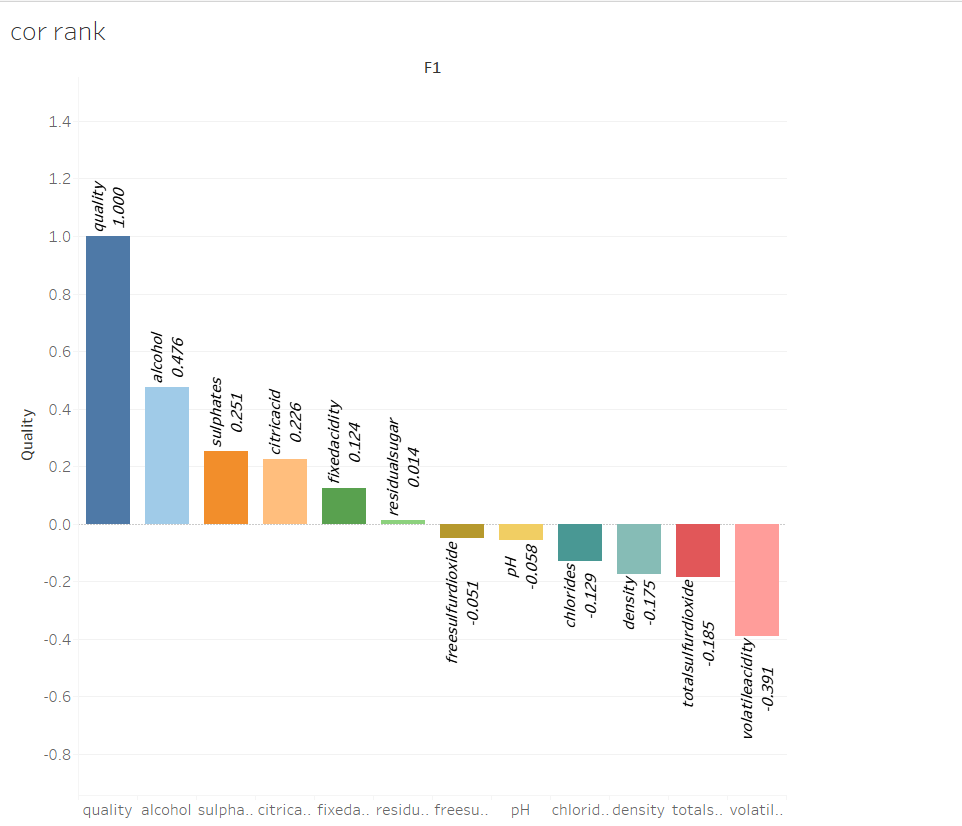 cor rank
F1
1.4
1.2
1.0
0.8
0.6
0.4
0.2
0.0
-0.2
-0.4
-0.6
-0.8
Quality
quality
1.000
alcohol
0.476
sulphates
0.251
citricacid
0.226
fixedacidity
0.124
residualsugar
0.014
freesulfurdioxide
-0.051
pH
-0.058
chlorides
-0.129
density
-0.175
totalsulfurdioxide
-0.185
volatileacidity
-0.391
quality alcohol sulpha.. citrica.. fixeda.. residu.. freesu.. pH chlorid.. density totals.. volatil..